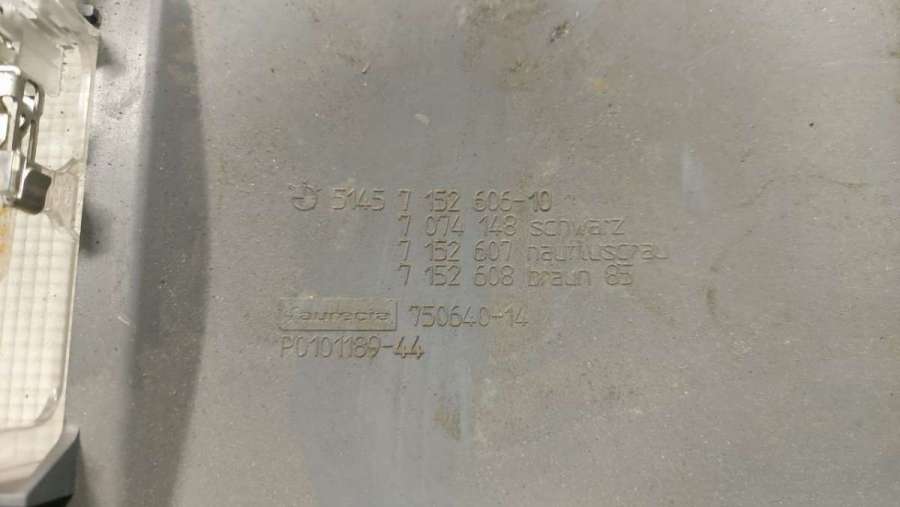 5145 7 152 606-10
7 074 148 schwarz
7 152 607 nautilusgrau
7 152 608 braun 85
faurecia 750640-14
P0101189-44